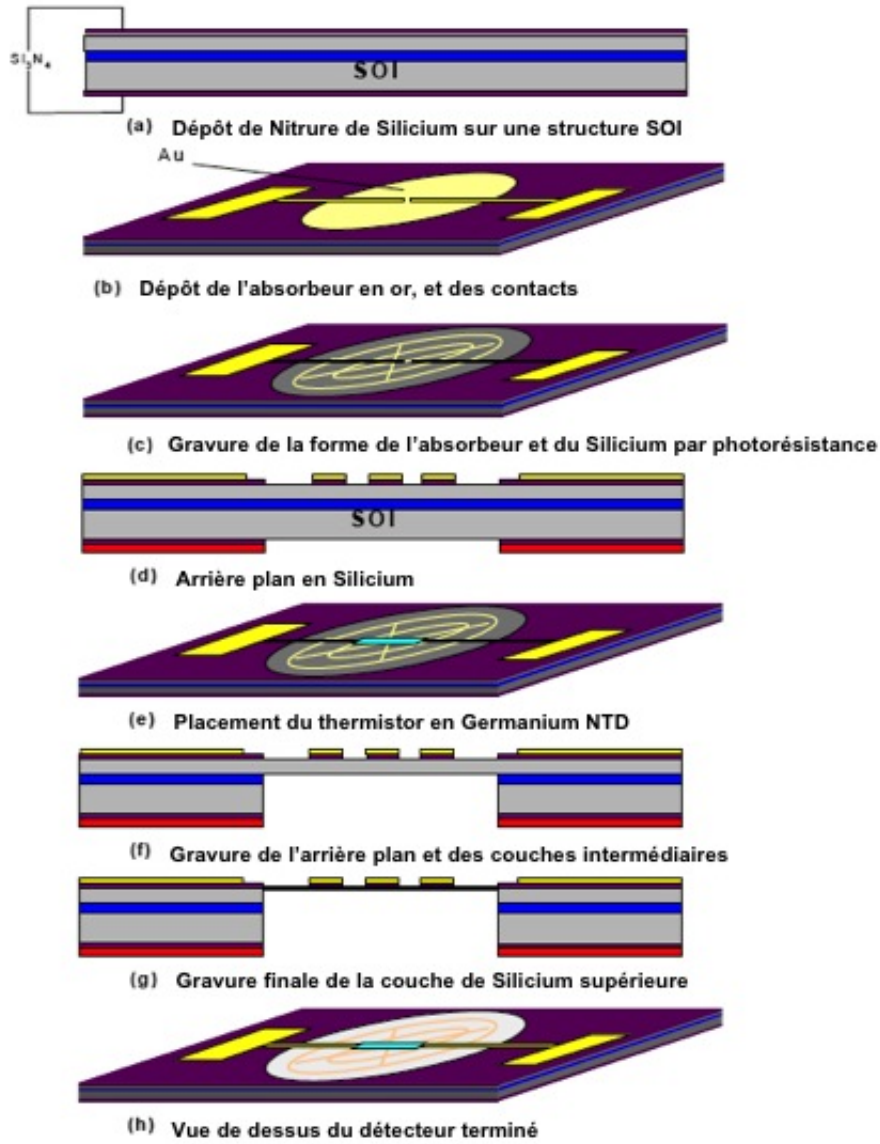 Si3N4
SOI
(a) Dépôt de Nitrure de Silicium sur une structure SOI
Au
(b) Dépôt de l'absorbeur en or, et des contacts
(c) Gravure de la forme de l'absorbeur et du Silicium par photorésistance
SOI
(d) Arrière plan en Silicium
(e) Placement du thermistor en Germanium NTD
(f) Gravure de l'arrière plan et des couches intermédiaires
(g) Gravure finale de la couche de Silicium supérieure
(h) Vue de dessus du détecteur terminé